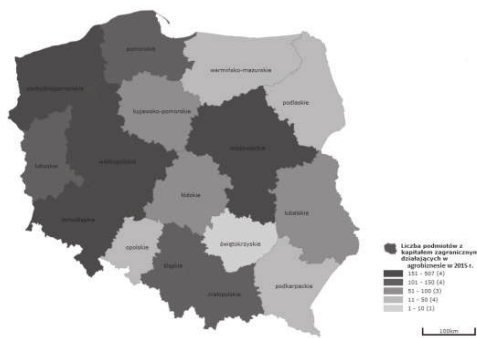 pomorskie
warmińsko-mazurskie
zachodniopomorskie
podlaskie
kujawsko-pomorskie
mazowieckie
lubuskie
wielkopolskie
łódzkie
lubelskie
dolnośląskie
opolskie
świętokrzyskie
śląskie
podkarpackie
małopolskie
Liczba podmiotów z
kapitałem zagranicznym
działających w
agrobiznesie w 2015 r.
151 - 507 (4)
101 - 150 (4)
51 - 100 (3)
11 - 50 (4)
1 - 10 (1)
100km